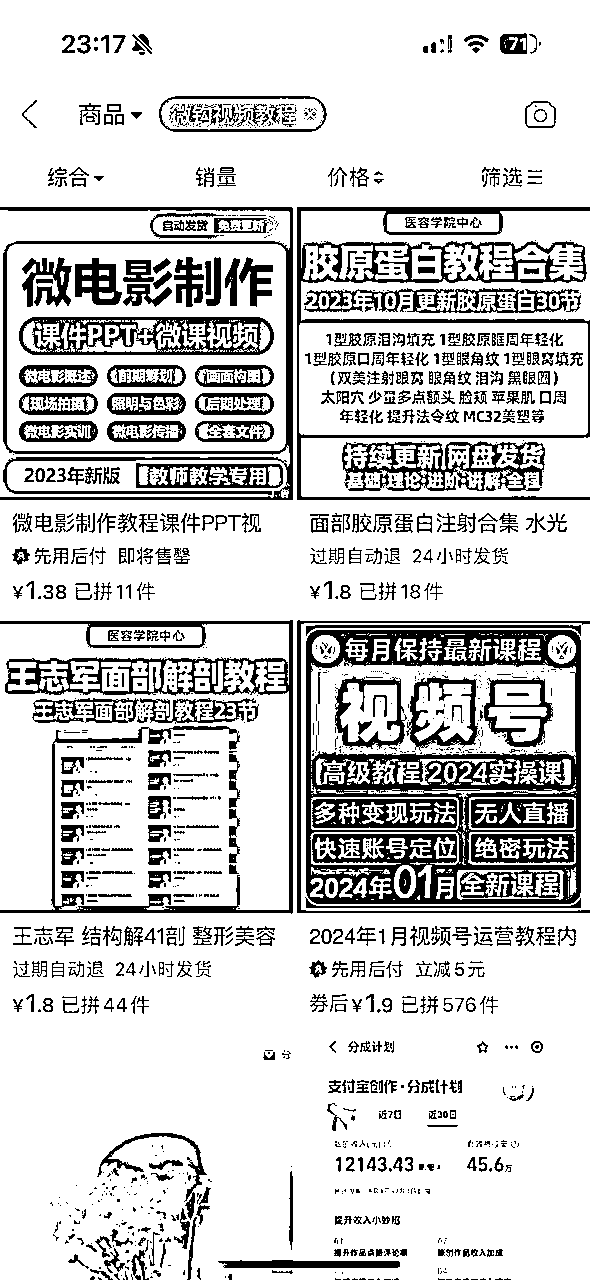 23:17
71
商品
微钩视频教程
综合
销量
价格
筛选
自动发货 免费更新
微电影制作
课件PPT+微课视频
微电影概述 前期筹划 画面构图
现场拍摄 照明与色彩 后期处理
微电影实训 微电影传播 全套文件
2023年新版 教师教学专用
微电影制作教程课件PPT视
先用后付 即将售罄
¥1.38 已拼11件
医容学院中心
胶原蛋白教程合集
2023年10月更新胶原蛋白30节
1型胶原泪沟填充 1型胶原眶周年轻化
1型胶原口周年轻化 1型眼角纹 1型眼窝填充
(双美注射眼窝 眼角纹 泪沟 黑眼圈)
太阳穴 少量多点额头 脸颊 苹果肌 口周
年轻化 提升法令纹 MC32美塑等
持续更新网盘发货
基础·理论·进阶·讲解·全程
面部胶原蛋白注射合集 水光
过期自动退 24小时发货
¥1.8 已拼18件
医容学院中心
王志军面部解剖教程
王志军面部解剖教程23节
王志军 结构解41剖 整形美容
过期自动退 24小时发货
¥1.8 已拼44件
每月保持最新课程
视频号
高级教程 2024实操课
多种变现玩法 无人直播
快速账号定位 绝密玩法
2024年01月全新课程
2024年1月视频号运营教程内
先用后付 立减5元
券后¥1.9 已拼576件
分
分成计划
支付宝创作·分成计划
近7日 近30日
12143.43
45.6万
提升收入小妙招
提升作品点播评论率
原创作品收入加成